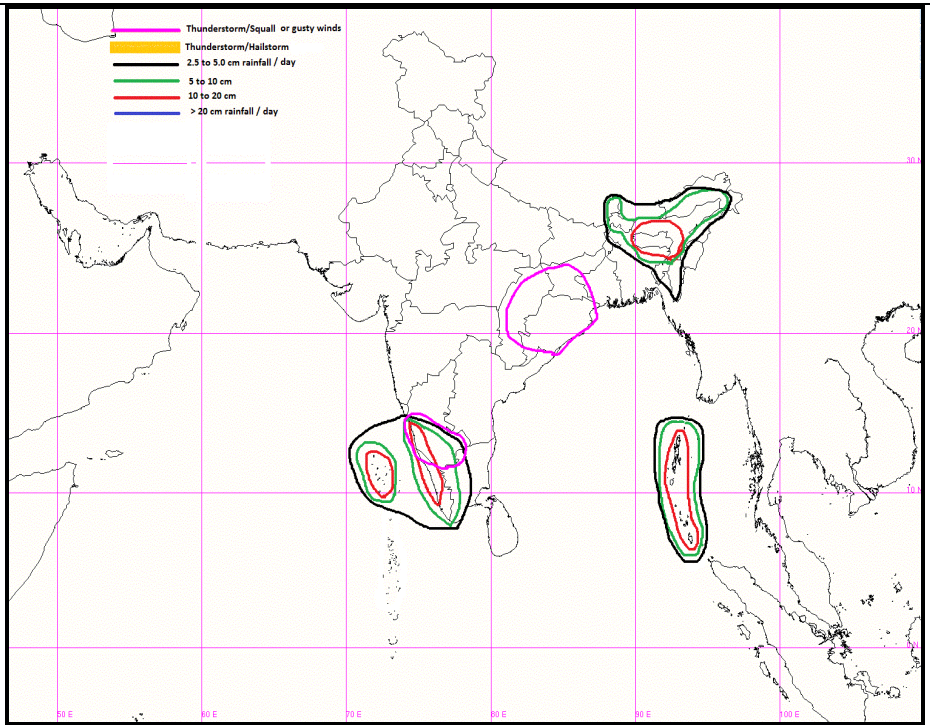 Thunderstorm/Squall or gusty winds
Thunderstorm/Hailstorm
2.5 to 5.0 cm rainfall / day
5 to 10 cm
10 to 20 cm
> 20 cm rainfall / day
30 N
20 N
10 N
50 E
60 E
70 E
80 E
90 E
100 E